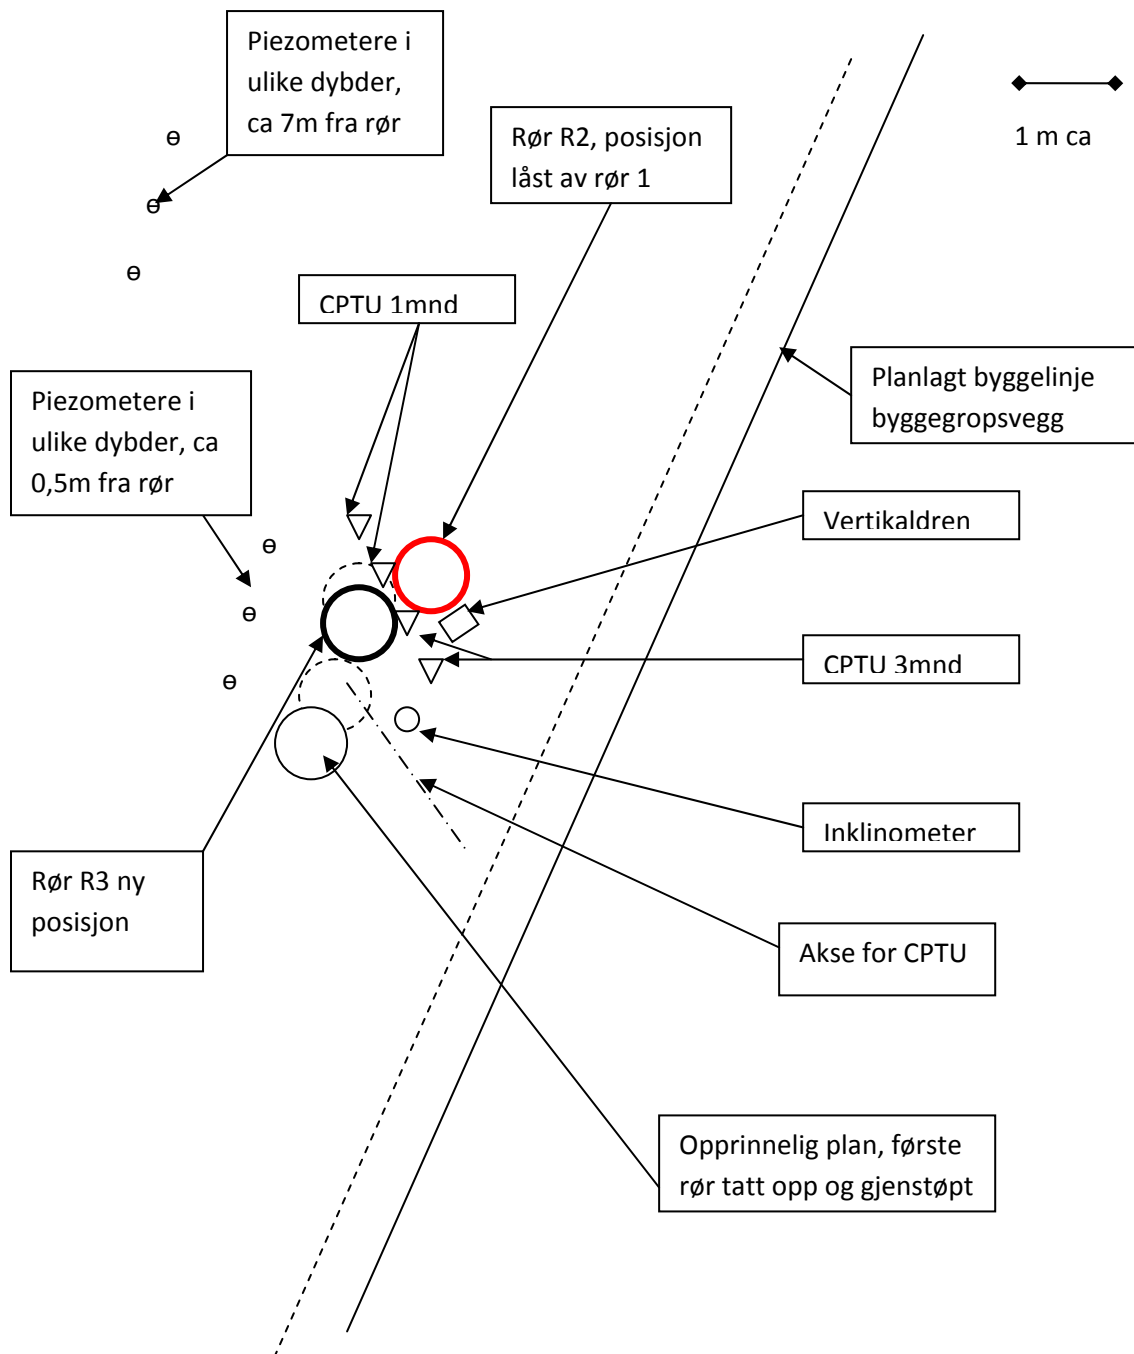 Piezometere i
ulike dybder,
ca 7m fra rør
Rør R2, posisjon
låst av rør 1
1 m ca
CPTU 1mnd
Planlagt byggelinje
byggegropsvegg
Piezometere i
ulike dybder, ca
0,5m fra rør
Vertikaldren
CPTU 3mnd
Inklinometer
Rør R3 ny
posisjon
Akse for CPTU
Opprinnelig plan, første
rør tatt opp og gjenstøpt